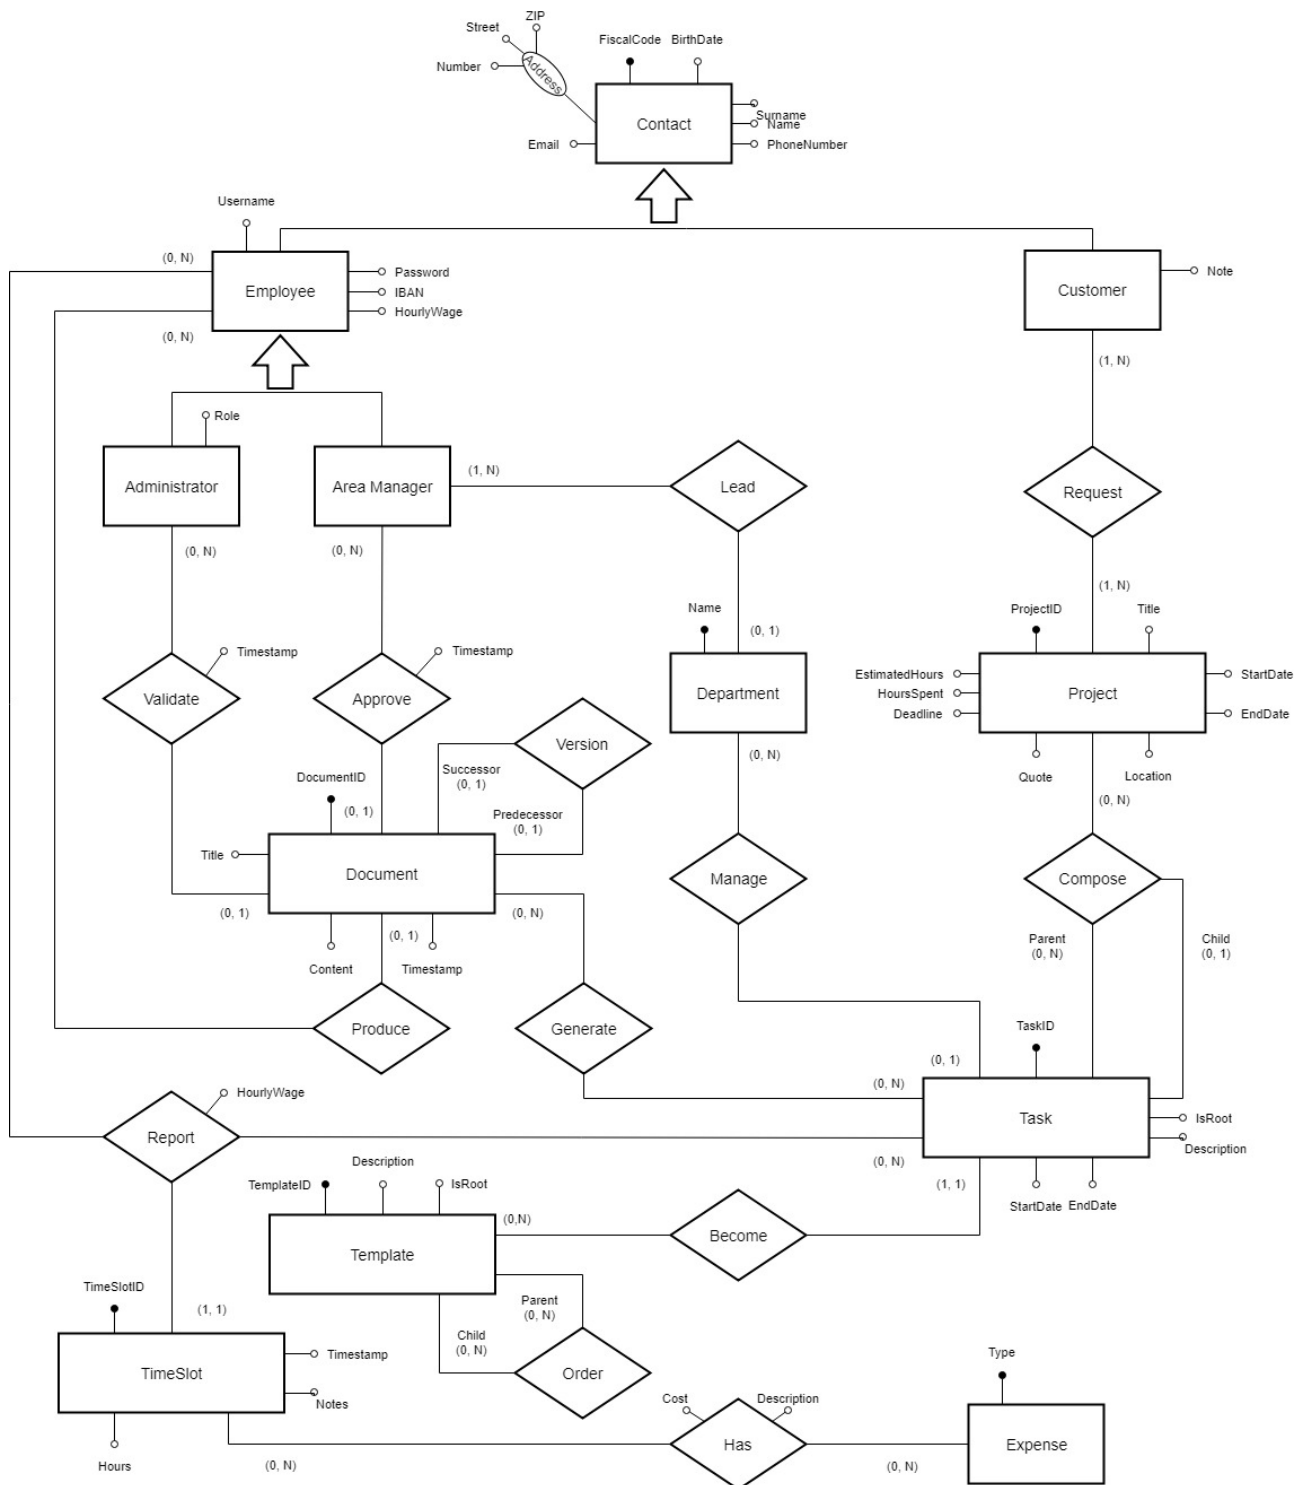 ZIP
Street
FiscalCode
BirthDate
Number
Address
Surname
Contact
Name
Email
PhoneNumber
Username
(0, N)
Password
Note
Employee
IBAN
Customer
HourlyWage
(0, N)
(1, N)
Role
(1, N)
Administrator
Area Manager
Lead
Request
(0, N)
(0, N)
(1, N)
Name
ProjectID
Title
(0, 1)
Timestamp
Timestamp
EstimatedHours
StartDate
Validate
Approve
Department
HoursSpent
Project
Deadline
EndDate
Version
(0, N)
Successor
(0, 1)
DocumentID
Quote
Location
(0, 1)
Predecessor
(0, 1)
(0, N)
Title
Document
Manage
Compose
(0, 1)
(0, N)
(0, 1)
Parent
(0, N)
Child
(0, 1)
Content
Timestamp
Produce
Generate
TaskID
(0, 1)
(0, N)
HourlyWage
Task
IsRoot
Report
Description
(0, N)
Description
TemplateID
IsRoot
(1, 1)
StartDate
EndDate
(0,N)
Template
Become
TimeSlotID
(1, 1)
Parent
(0, N)
Child
(0, N)
Timestamp
TimeSlot
Order
Type
Notes
Cost
Description
Has
Expense
Hours
(0, N)
(0, N)